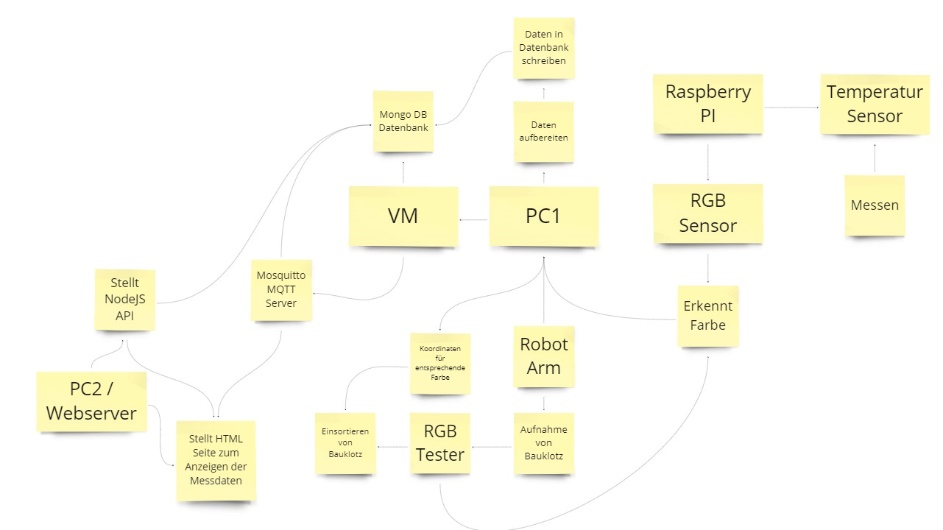 Daten in
Datenbank
schreiben
Raspberry
PI
Temperatur
Sensor
Mongo DB
Datenbank
Daten
aufbereiten
VM
PC1
RGB
Sensor
Messen
Stellt
NodeJS
API
Mosquitto
MQTT
Server
Erkennt
Farbe
Koordinaten
für
entsprechende
Farbe
Robot
Arm
PC2 /
Webserver
Stellt HTML
Seite zum
Anzeigen der
Messdaten
Einsortieren
von
Bauklotz
RGB
Tester
Aufnahme
von
Bauklotz